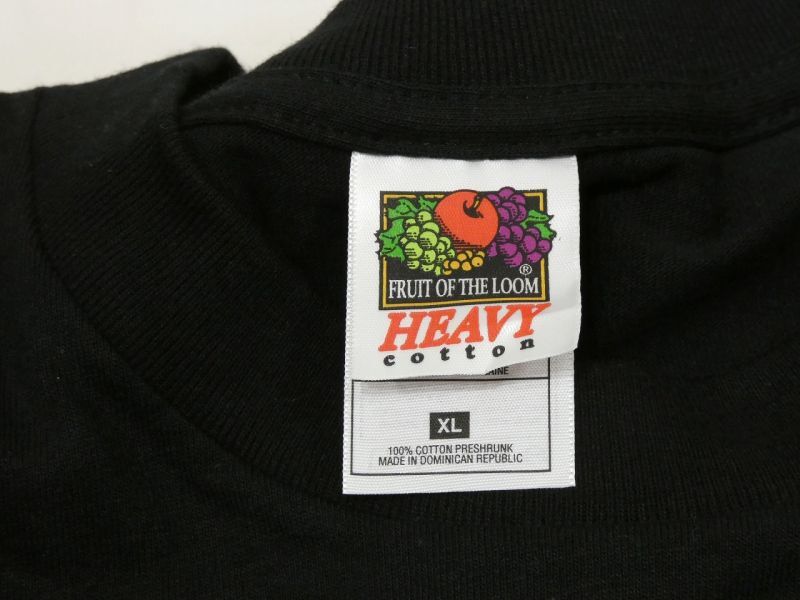 ®
FRUIT OF THE LOOM
HEAVY
cotton
XL
100% COTTON PRESHRUNK
MADE IN DOMINICAN REPUBLIC